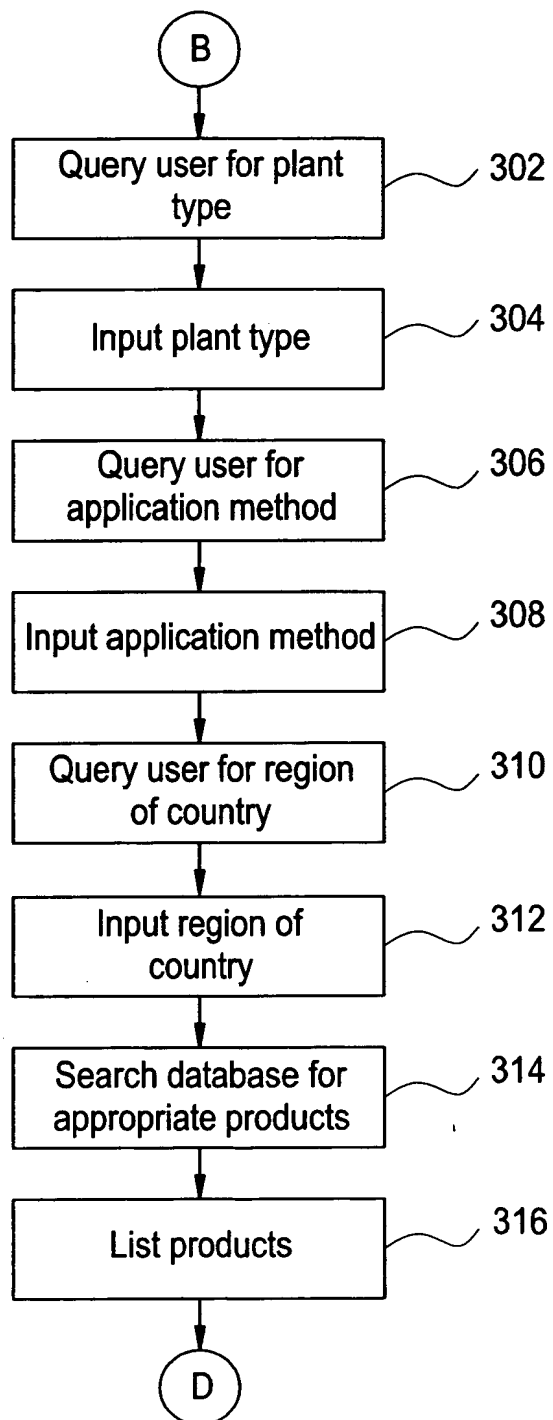 B
Query user for plant
type
302
Input plant type
304
Query user for
application method
306
Input application method
308
Query user for region
of country
310
Input region of
country
312
Search database for
appropriate products
314
List products
316
D